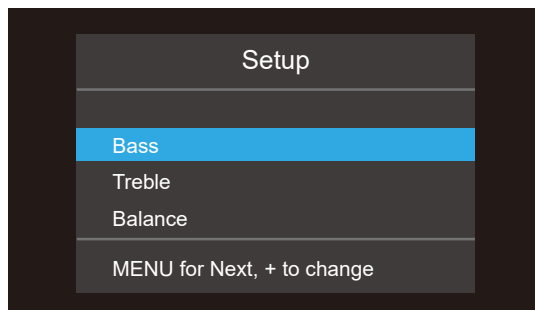 Setup
Bass
Treble
Balance
MENU for Next, + to change